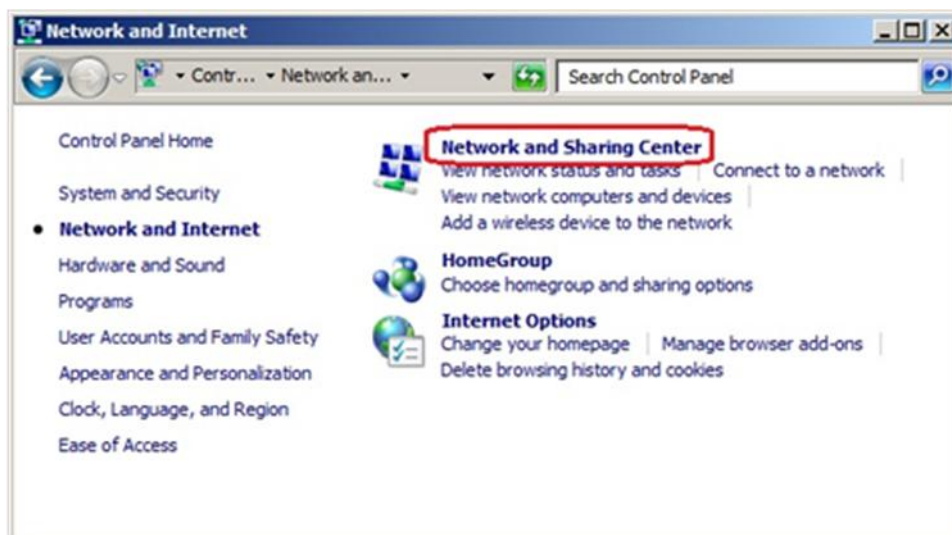 Network and Internet
Contr... Network an... Search Control Panel
Control Panel Home
System and Security
Network and Internet
Hardware and Sound
Programs
User Accounts and Family Safety
Appearance and Personalization
Clock, Language, and Region
Ease of Access
Network and Sharing Center
View network status and tasks Connect to a network
View network computers and devices
Add a wireless device to the network
HomeGroup
Choose homegroup and sharing options
Internet Options
Change your homepage Manage browser add-ons
Delete browsing history and cookies